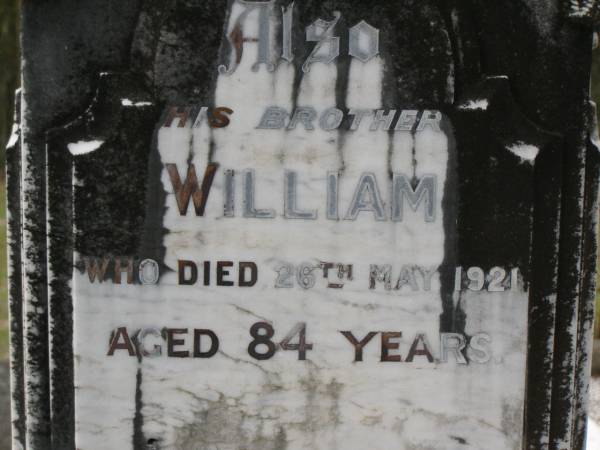 Also
HIS BROTHER
WILLIAM
WHO DIED 26TH MAY 1921
AGED 84 YEARS.